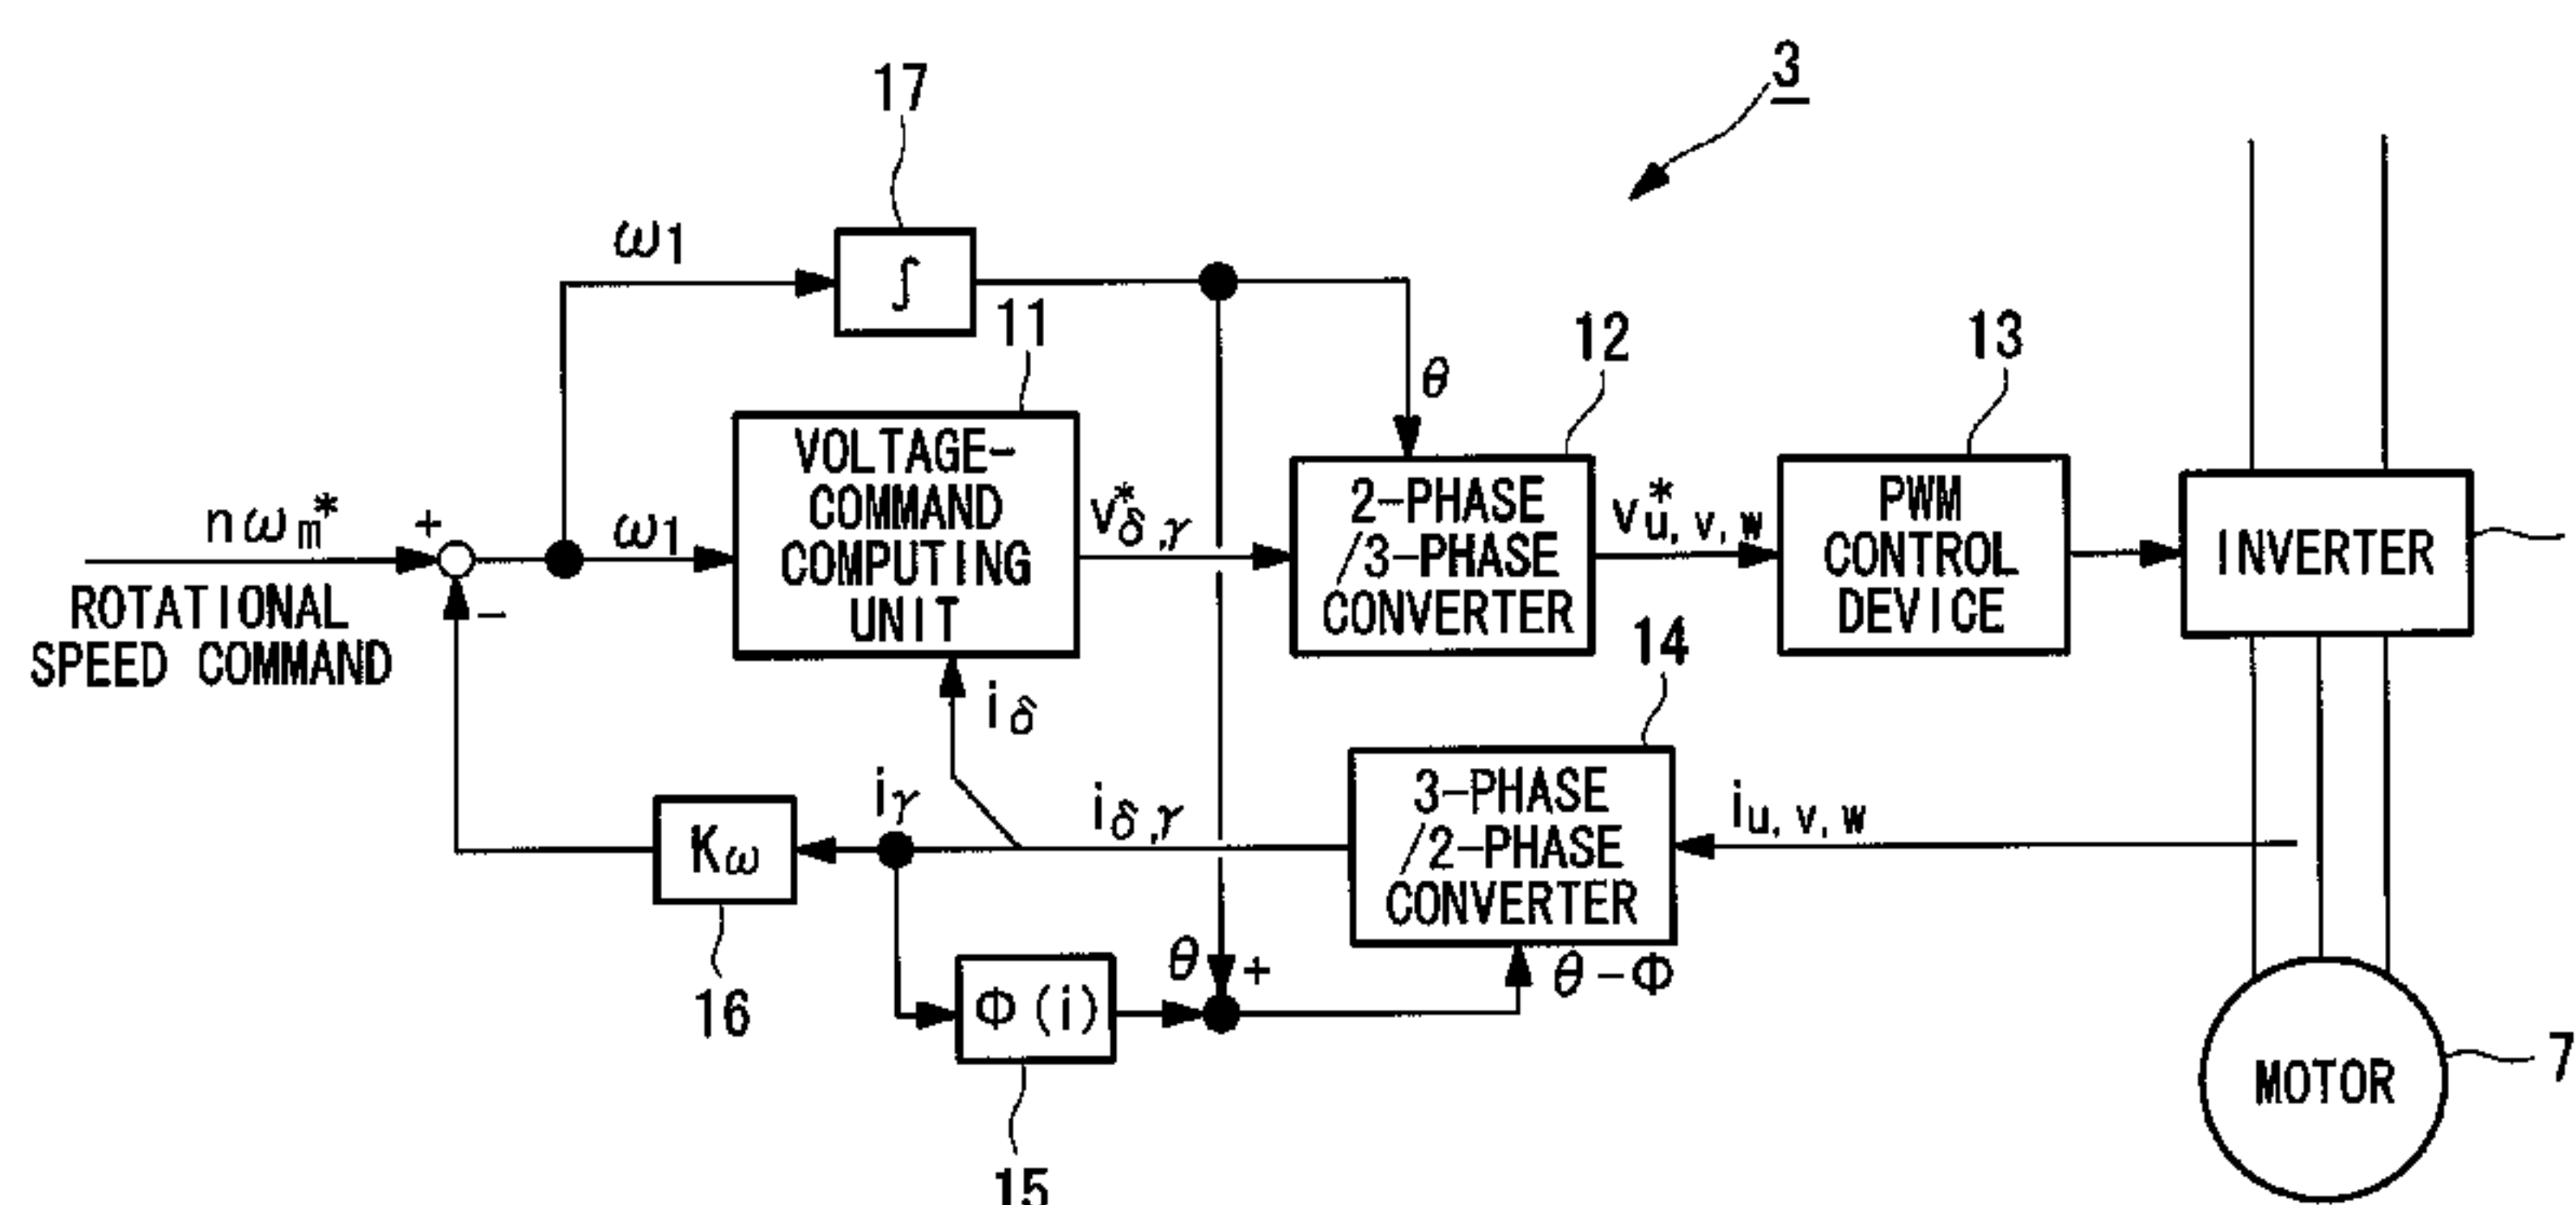 3
17
ω1
∫
11
12
13
θ
VOLTAGE-
COMMAND
COMPUTING
UNIT
nωm*
+
ω1
v*δ,γ
2-PHASE
/3-PHASE
CONVERTER
v*u, v, w
PWM
CONTROL
DEVICE
INVERTER
ROTATIONAL
SPEED COMMAND
-
iδ
14
Kω
iγ
iδ,γ
3-PHASE
/2-PHASE
CONVERTER
iu, v, w
16
Φ(i)
θ
+
θ-Φ
15
MOTOR
7